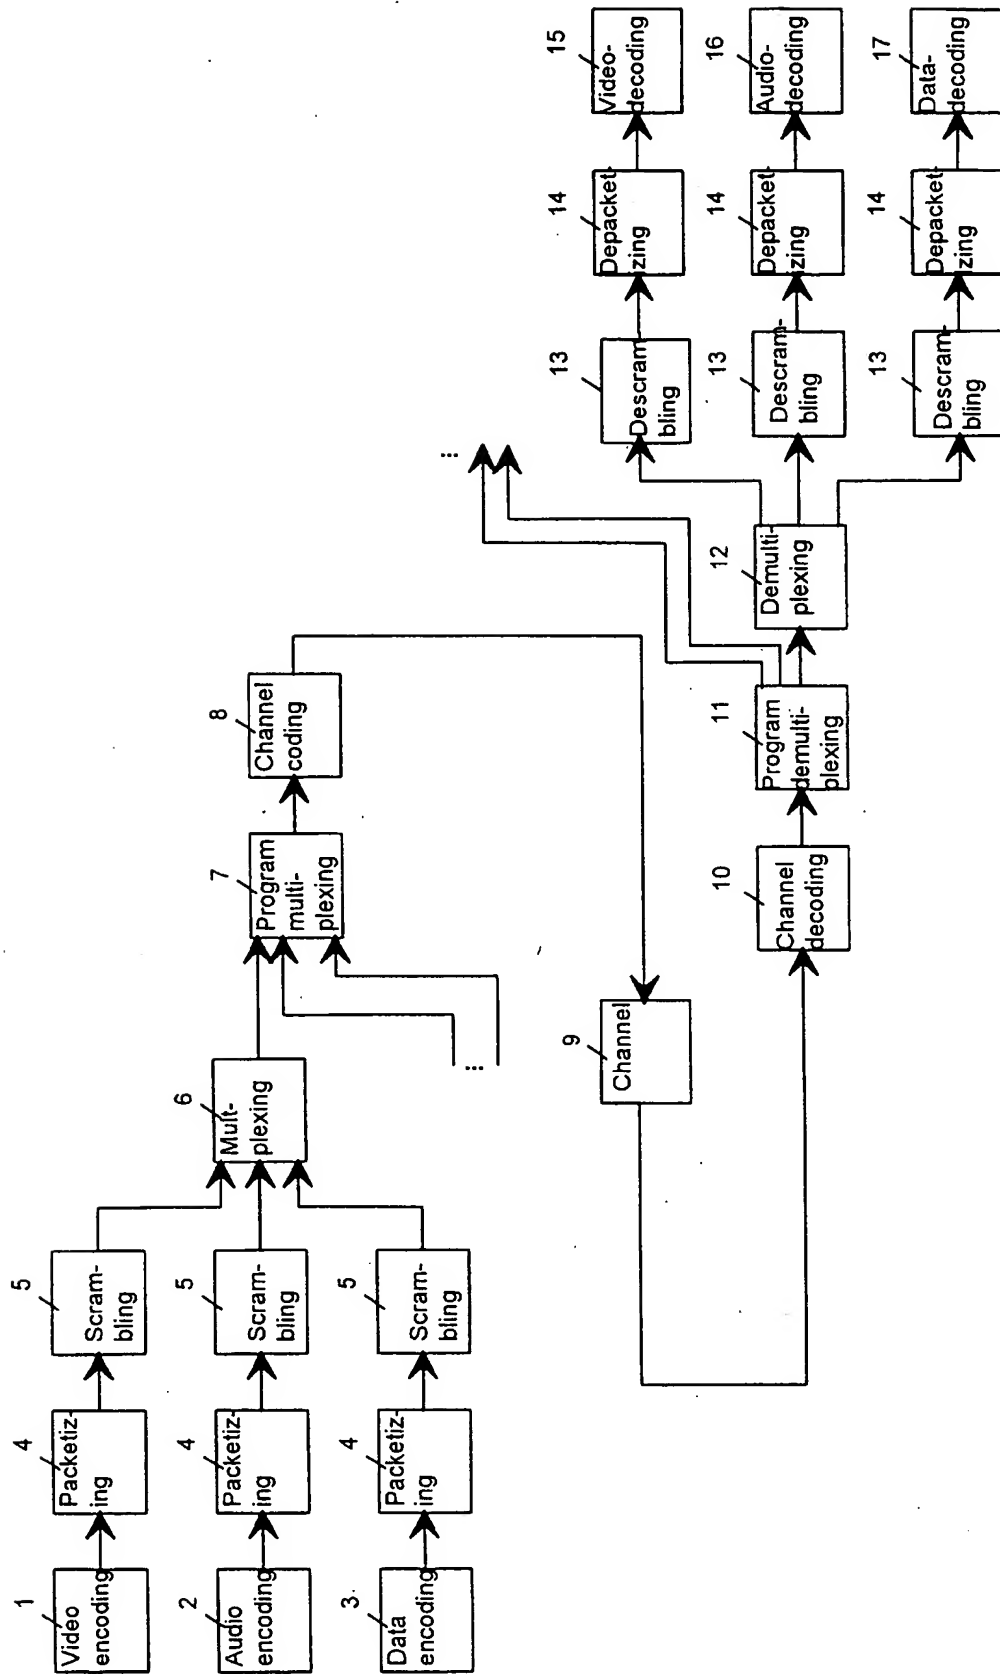 1
Video
encoding
4
Packetiz-
ing
5
Scram-
bling
2
Audio
encoding
4
Packetiz-
ing
5
Scram-
bling
3
Data
encoding
4
Packetiz-
ing
5
Scram-
bling
6
Mult-
plexing
7
Program
multi-
plexing
...
8
Channel
coding
9
Channel
10
Channel
decoding
11
Program
demulti-
plexing
...
12
Demulti-
plexing
13
Descram
bling
14
Depacket-
izing
15
Video-
decoding
13
Descram-
bling
14
Depacket-
izing
16
Audio-
decoding
13
Descram-
bling
14
Depacket-
izing
17
Data-
decoding